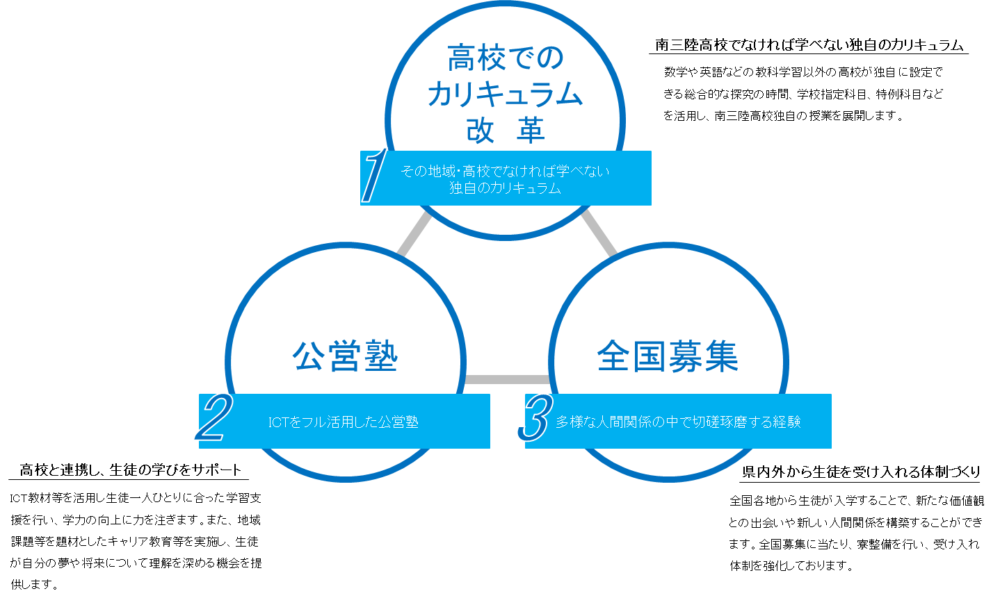 高校での
カリキュラム
改　革
1
その地域・高校でなければ学べない
独自のカリキュラム
南三陸高校でなければ学べない独自のカリキュラム
数学や英語などの教科学習以外の高校が独自に設定で
きる総合的な探究の時間、学校指定科目、特例科目など
を活用し、南三陸高校独自の授業を展開します。
公営塾
2
ICTをフル活用した公営塾
高校と連携し、生徒の学びをサポート
ICT教材等を活用し生徒一人ひとりに合った学習支
援を行い、学力の向上に力を注ぎます。また、地域
課題等を題材としたキャリア教育等を実施し、生徒
が自分の夢や将来について理解を深める機会を提
供します。
全国募集
3
多様な人間関係の中で切磋琢磨する経験
県内外から生徒を受け入れる体制づくり
全国各地から生徒が入学することで、新たな価値観
との出会いや新しい人間関係を構築することができ
ます。全国募集に当たり、寮整備を行い、受け入れ
体制を強化しております。